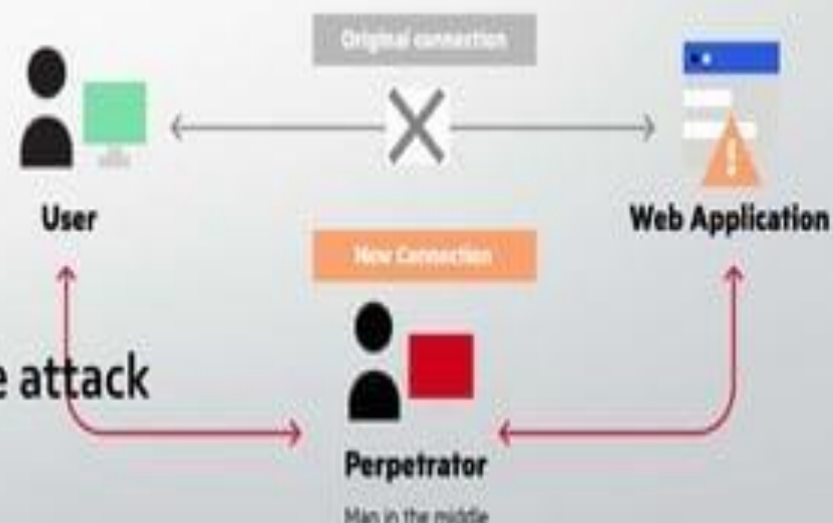 Original connection
User
Web Application
New Connection
e attack
Perpetrator
Man in the middle